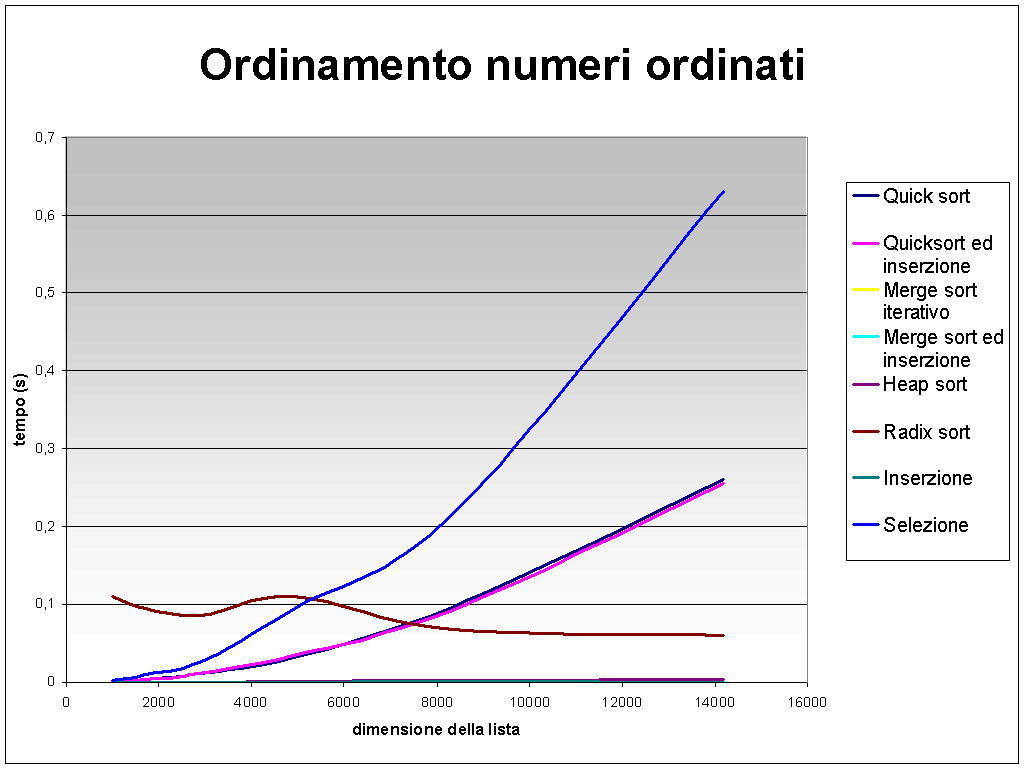 Ordinamento numeri ordinati
0,7
0,6
0,5
0,4
0,3
0,2
0,1
0
tempo (s)
0 2000 4000 6000 8000 10000 12000 14000 16000
dimensione della lista
Quick sort
Quicksort ed
inserzione
Merge sort
iterativo
Merge sort ed
inserzione
Heap sort
Radix sort
Inserzione
Selezione